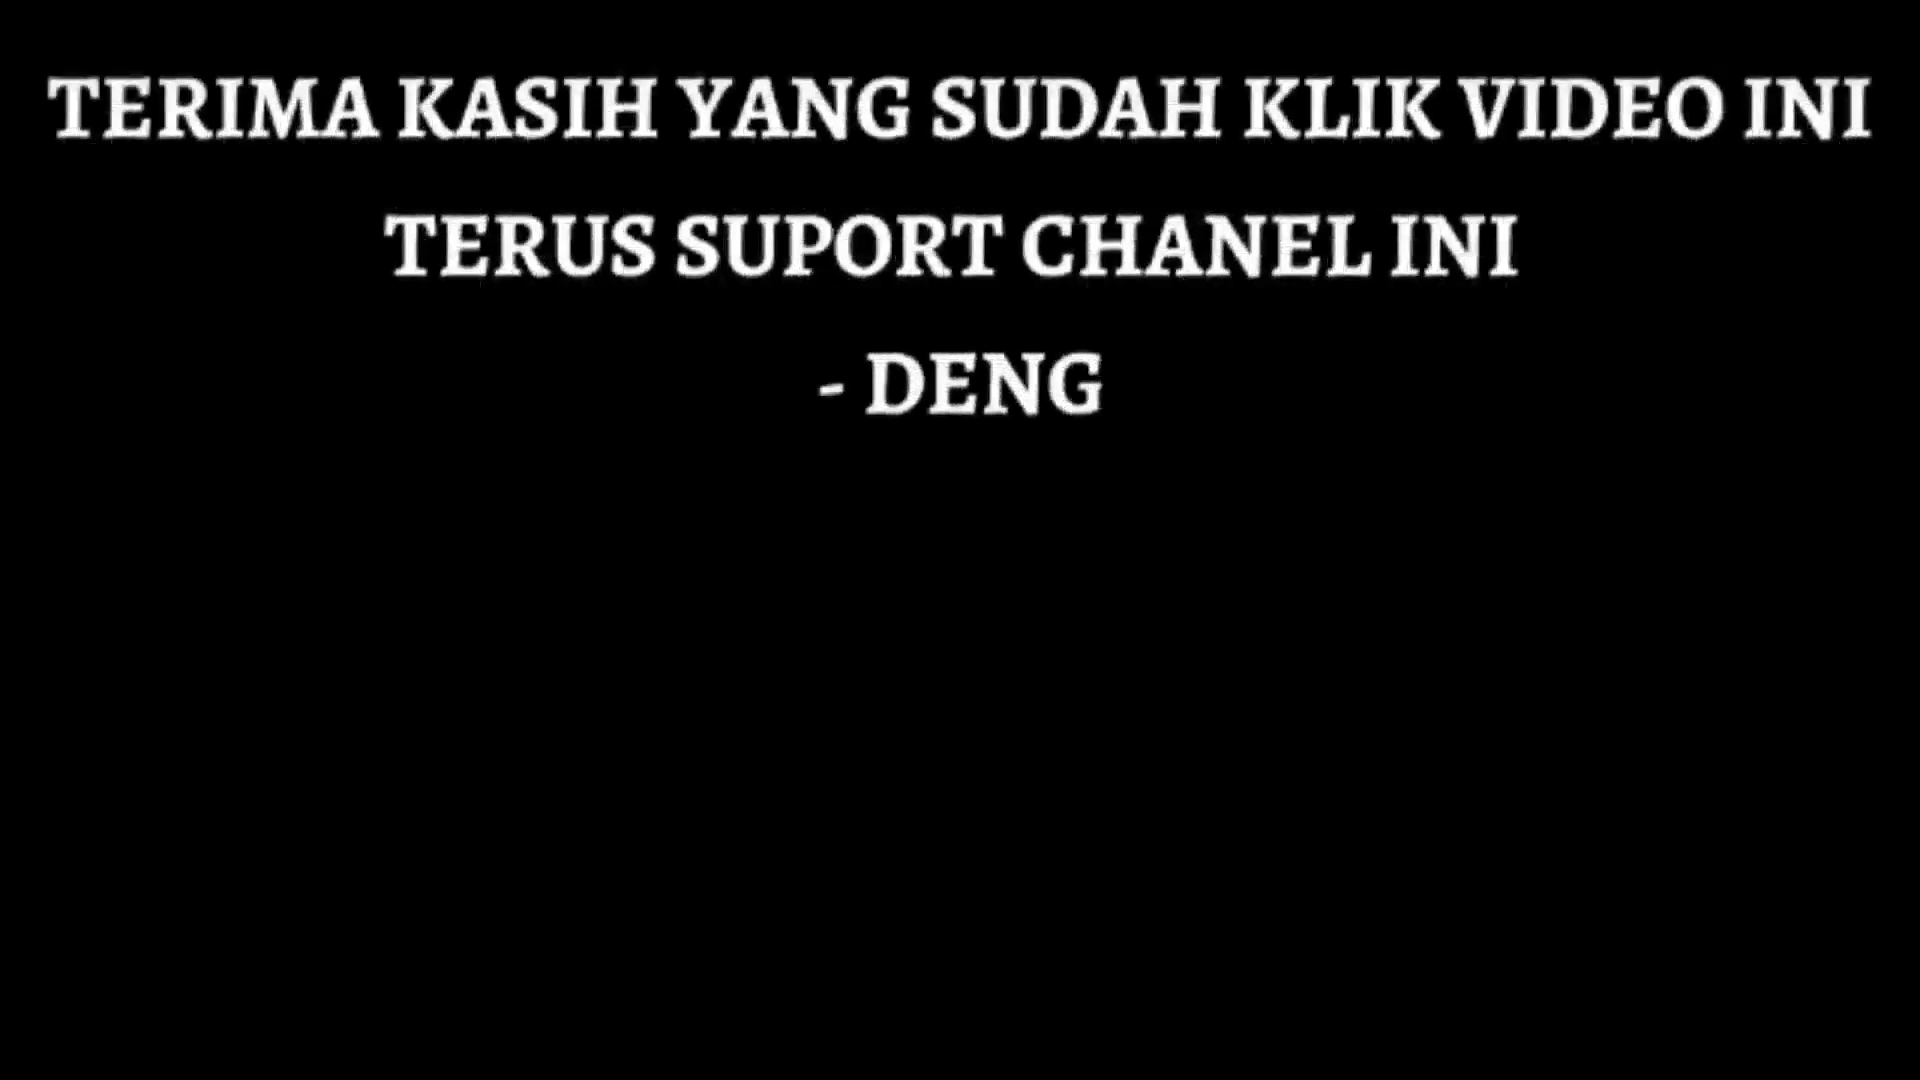 TERIMA KASIH YANG SUDAH KLIK VIDEO INI
TERUS SUPORT CHANEL INI
- DENG